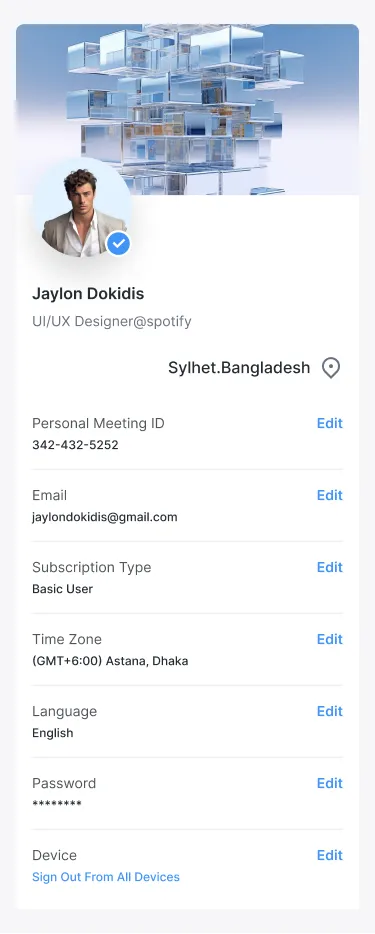 Jaylon Dokidis
UI/UX Designer@spotify
Sylhet.Bangladesh
Personal Meeting ID
Edit
342-432-5252
Email
Edit
jaylondokidis@gmail.com
Subscription Type
Edit
Basic User
Time Zone
Edit
(GMT+6:00) Astana, Dhaka
Language
Edit
English
Password
Edit
********
Device
Edit
Sign Out From All Devices